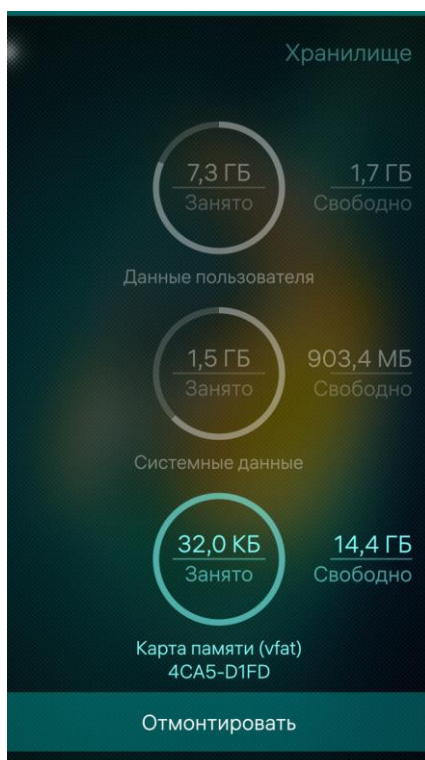 Хранилище
7,3 ГБ 1,7 ГБ
Занято Свободно
Данные пользователя
1,5 ГБ 903,4 МБ
Занято Свободно
Системные данные
32,0 КБ 14,4 ГБ
Занято Свободно
Карта памяти (vfat)
4CA5-D1FD
Отмонтировать